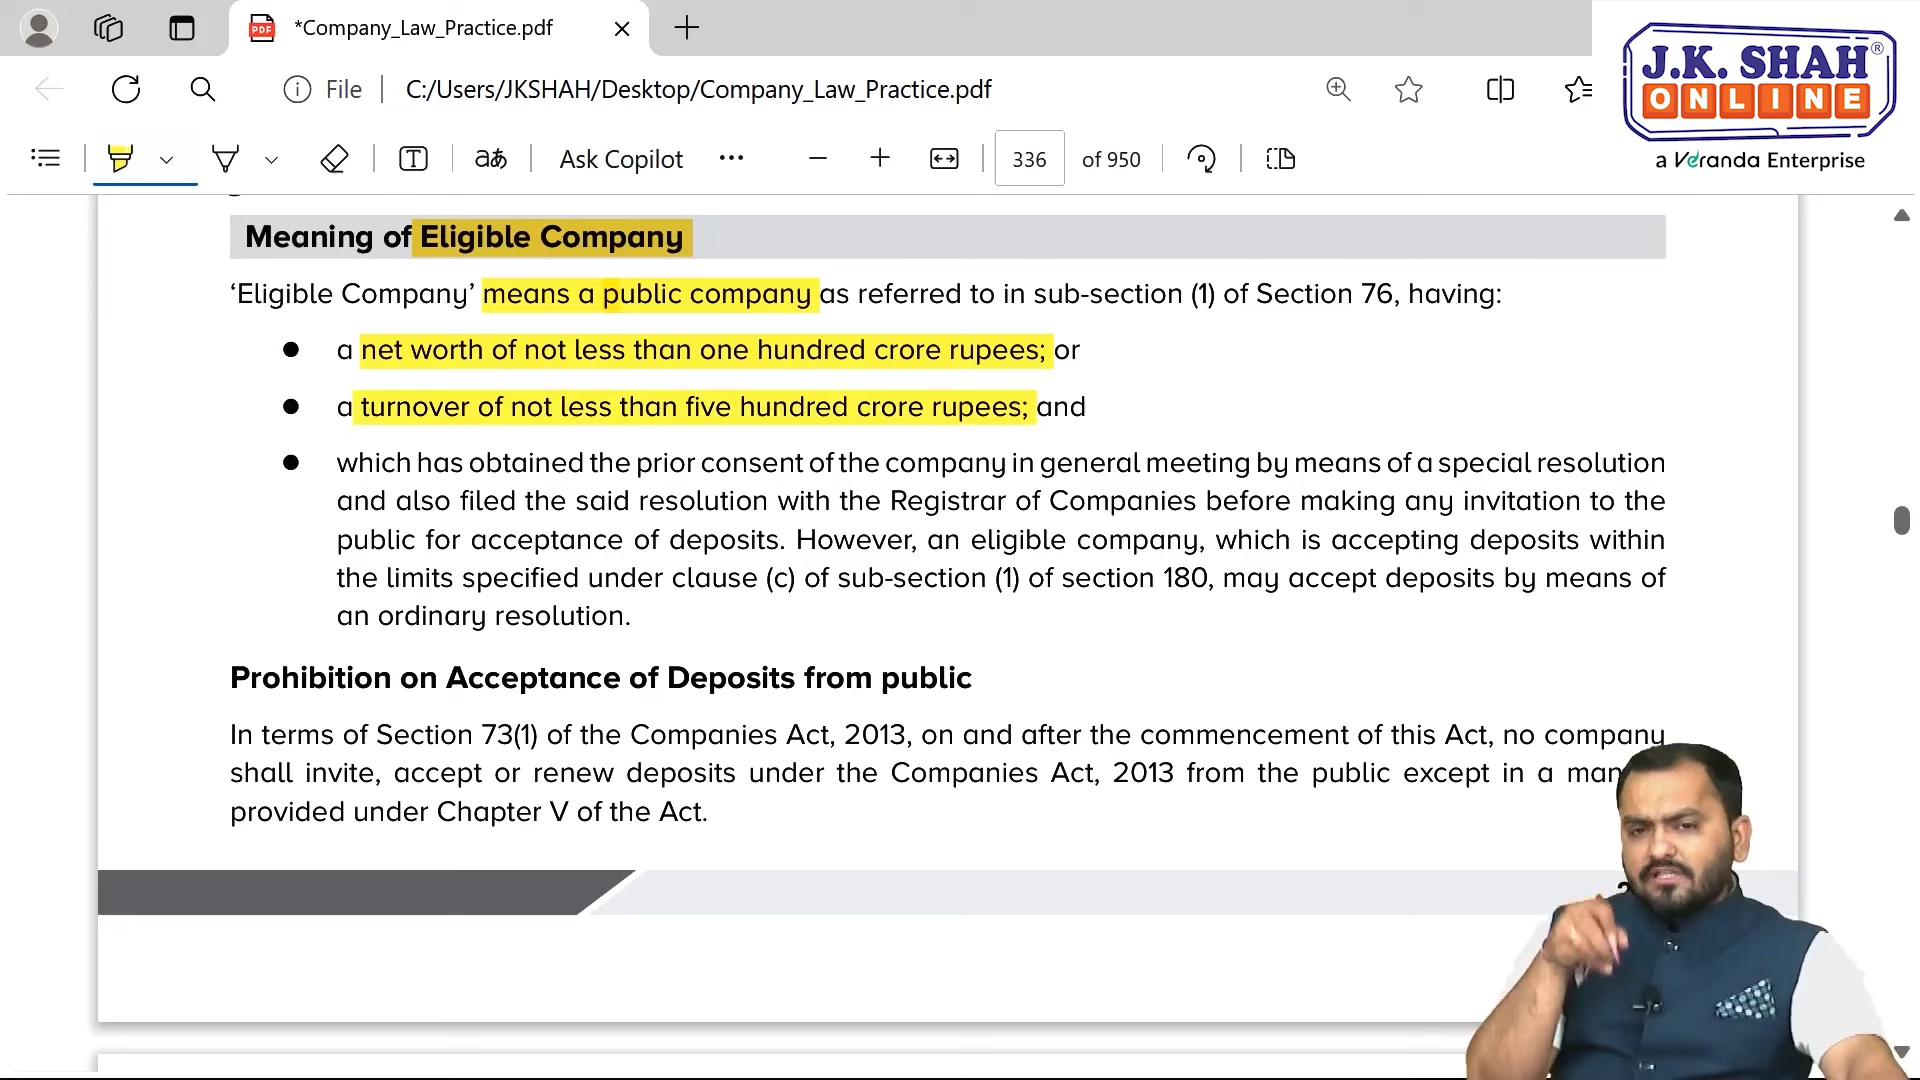 *Company_Law_Practice.pdf
File
C:/Users/JKSHAH/Desktop/Company_Law_Practice.pdf
J.K. SHAH®
ONLINE
a Veranda Enterprise
Ask Copilot
336 of 950
Meaning of Eligible Company
‘Eligible Company’ means a public company as referred to in sub-section (1) of Section 76, having:
● a net worth of not less than one hundred crore rupees; or
● a turnover of not less than five hundred crore rupees; and
● which has obtained the prior consent of the company in general meeting by means of a special resolution
and also filed the said resolution with the Registrar of Companies before making any invitation to the
public for acceptance of deposits. However, an eligible company, which is accepting deposits within
the limits specified under clause (c) of sub-section (1) of section 180, may accept deposits by means of
an ordinary resolution.
Prohibition on Acceptance of Deposits from public
In terms of Section 73(1) of the Companies Act, 2013, on and after the commencement of this Act, no company
shall invite, accept or renew deposits under the Companies Act, 2013 from the public except in a
provided under Chapter V of the Act.